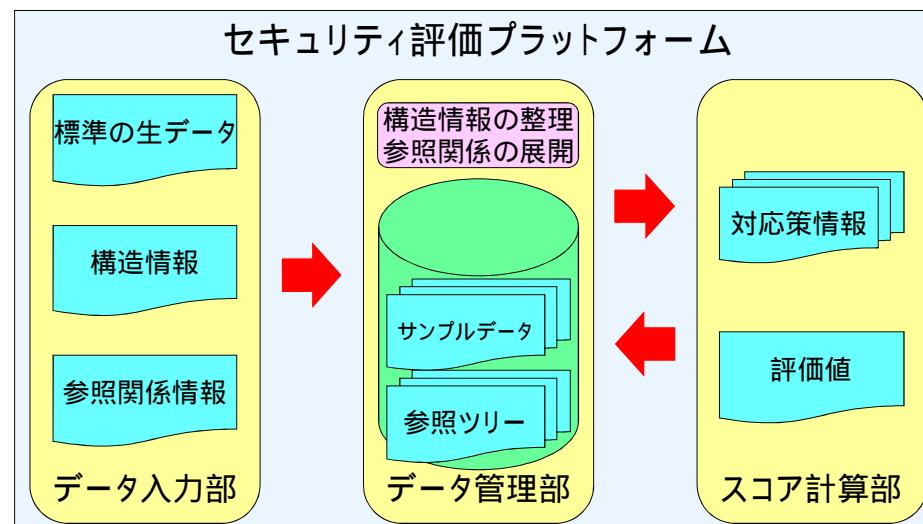 セキュリティ評価プラットフォーム
標準の生データ
構造情報
参照関係情報
データ入力部
構造情報の整理
参照関係の展開
サンプルデータ
参照ツリー
データ管理部
対応策情報
評価値
スコア計算部